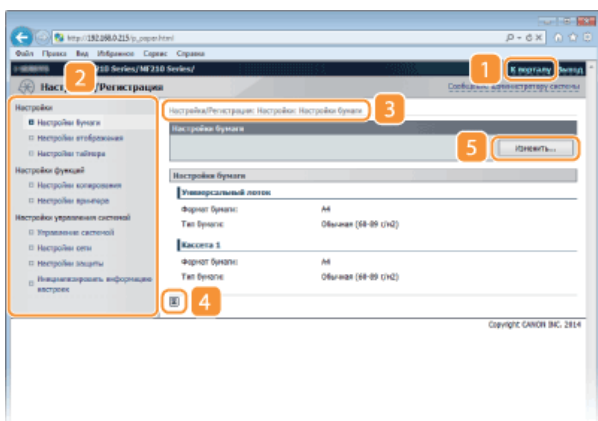 http://192.168.0.215/p_paper.html
Файл Правка Вид Избранное Сервис Справка
210 Series/MF210 Series/
1 К порталу Выход
2
Настройки/Регистрация
Сообщение администратору системы
Настройки
Настройки бумаги
Настройки отображения
Настройки таймера
Настройки функций
Настройки копирования
Настройки принтера
Настройки управления системой
Управление системой
Настройки сети
Настройки защиты
Инициализировать информацию настроек
Настройки/Регистрация: Настройки: Настройки бумаги 3
Настройки бумаги
5 Изменить...
Настройки бумаги
Универсальный лоток
Формат бумаги: A4
Тип бумаги: Обычная (60-89 г/м2)
Кассета 1
Формат бумаги: A4
Тип бумаги: Обычная (60-89 г/м2)
4
Copyright CANON INC. 2014